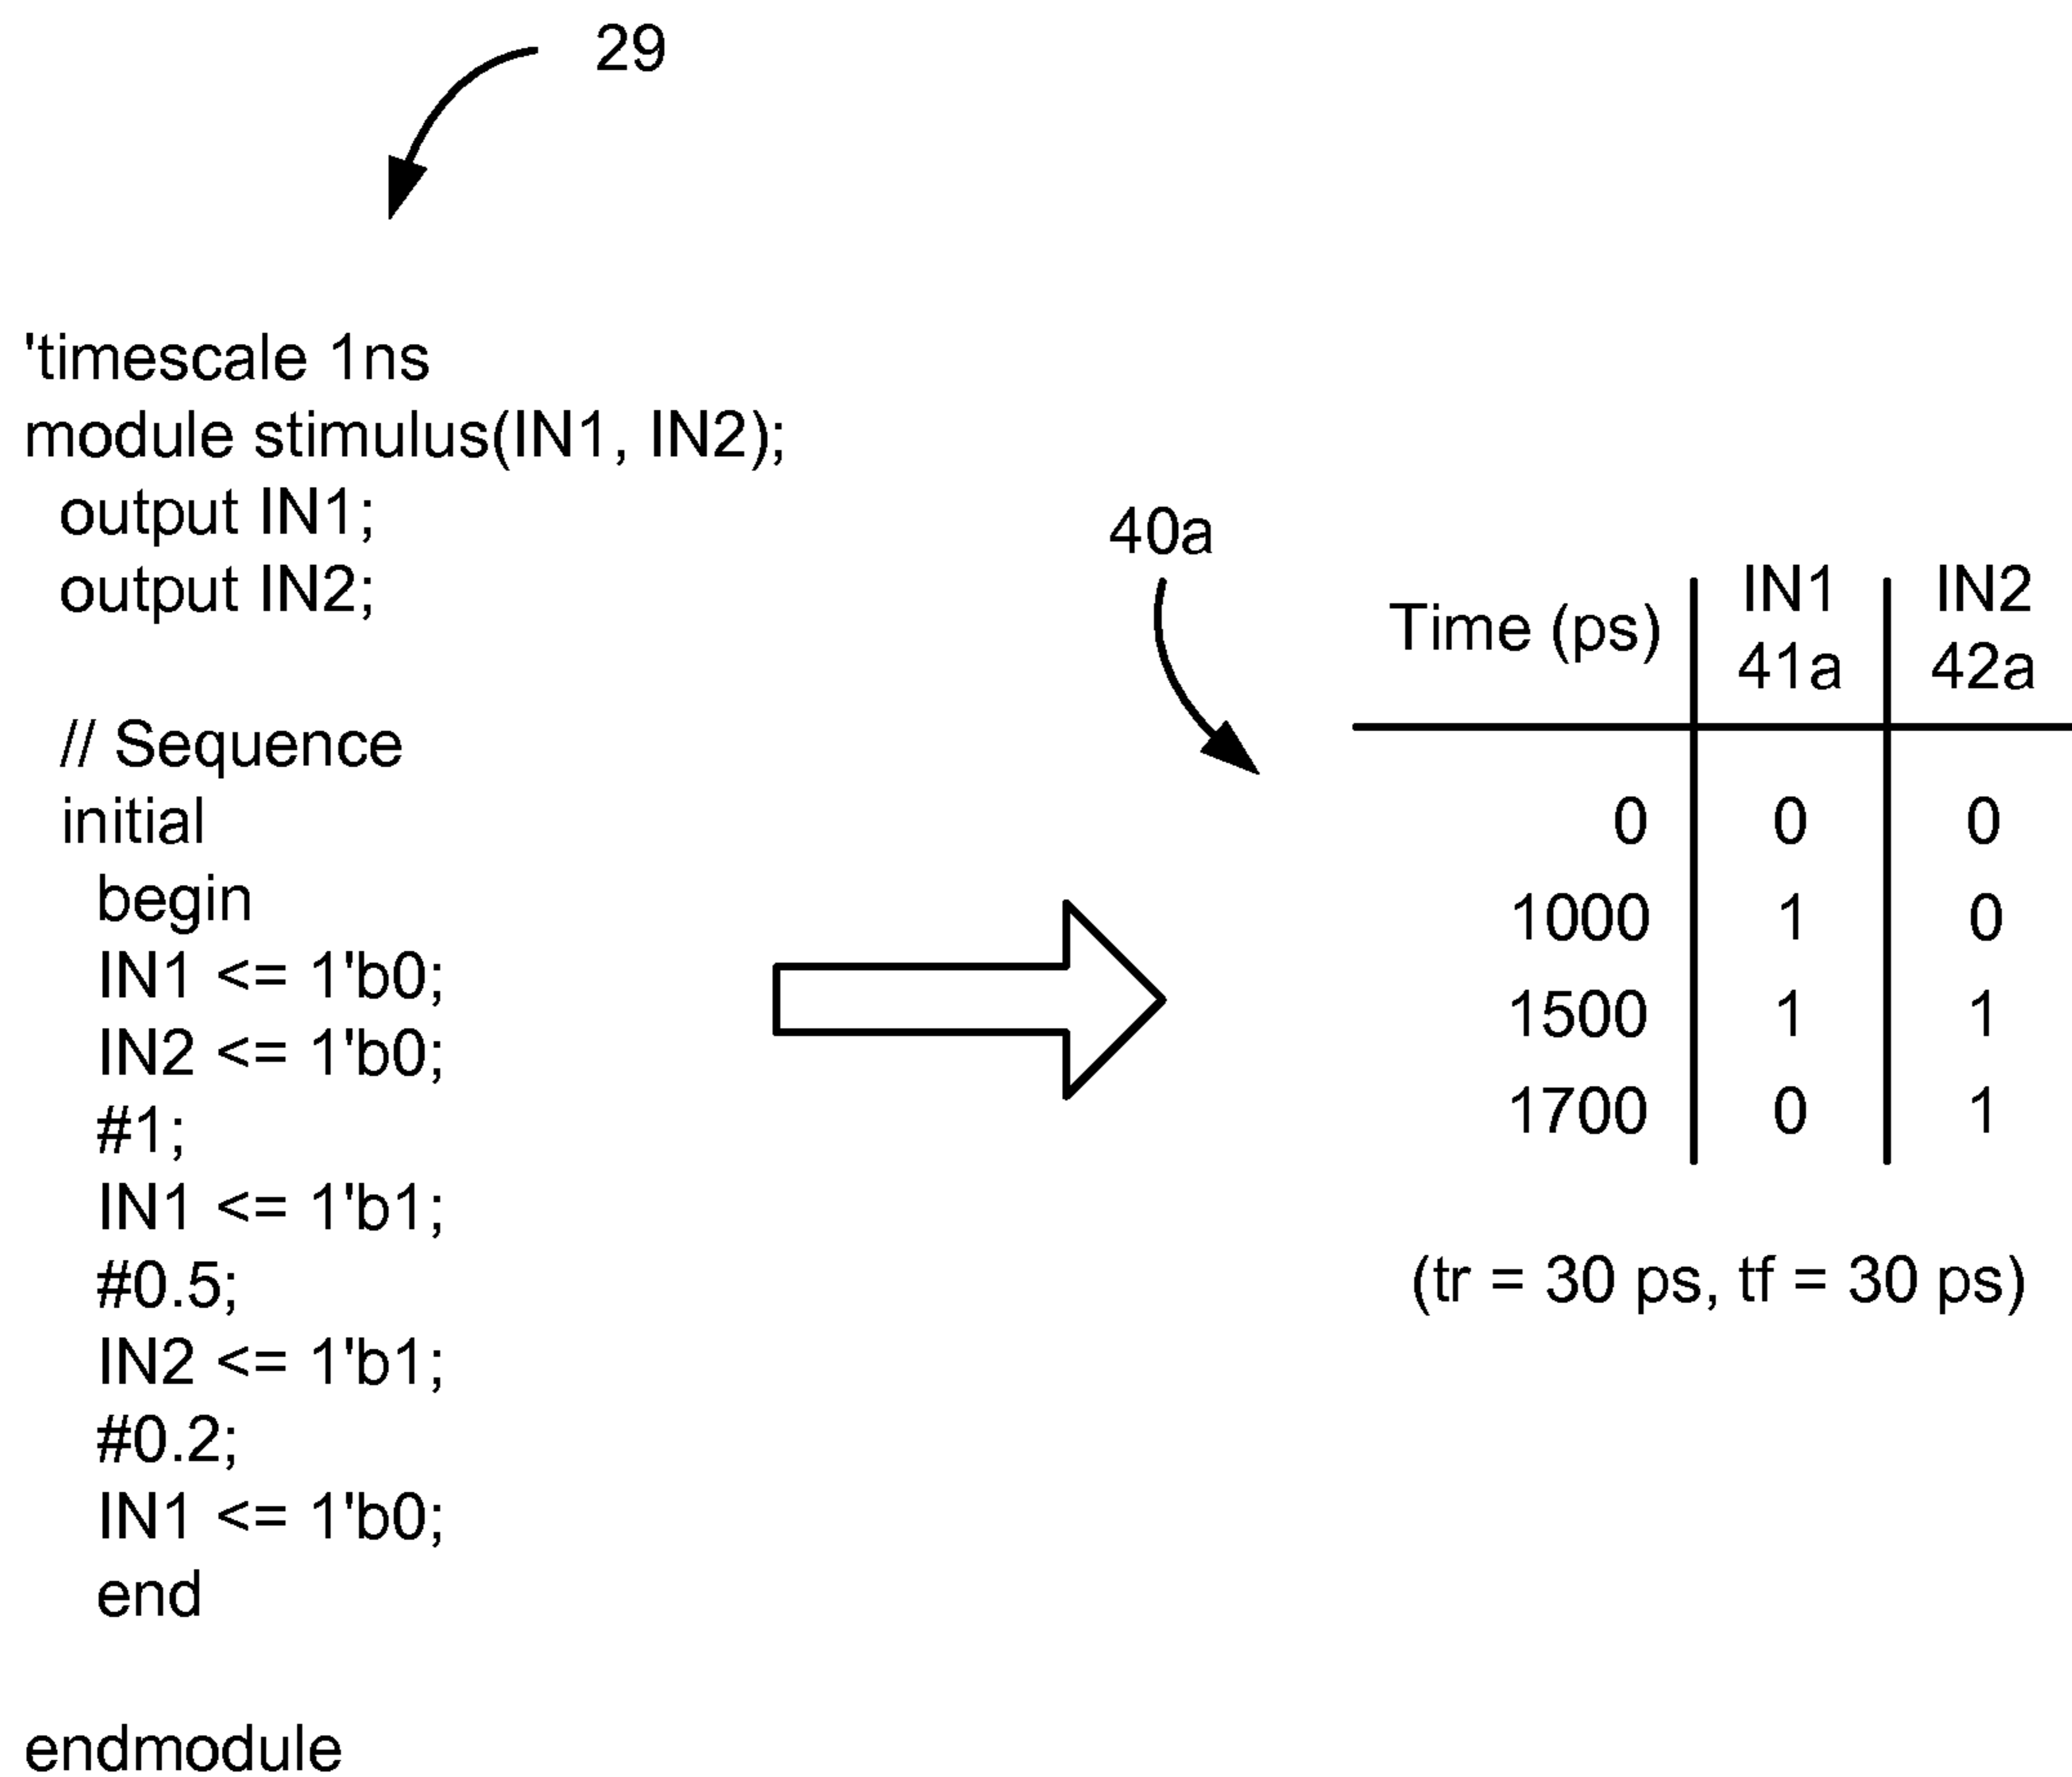 29
'timescale 1ns
module stimulus(IN1, IN2);
output IN1;
output IN2;
// Sequence
initial
begin
IN1 <= 1'b0;
IN2 <= 1'b0;
#1;
IN1 <= 1'b1;
#0.5;
IN2 <= 1'b1;
#0.2;
IN1 <= 1'b0;
end
endmodule
40a
Time (ps) IN1 IN2
41a 42a
0 0 0
1000 1 0
1500 1 1
1700 0 1
(tr = 30 ps, tf = 30 ps)